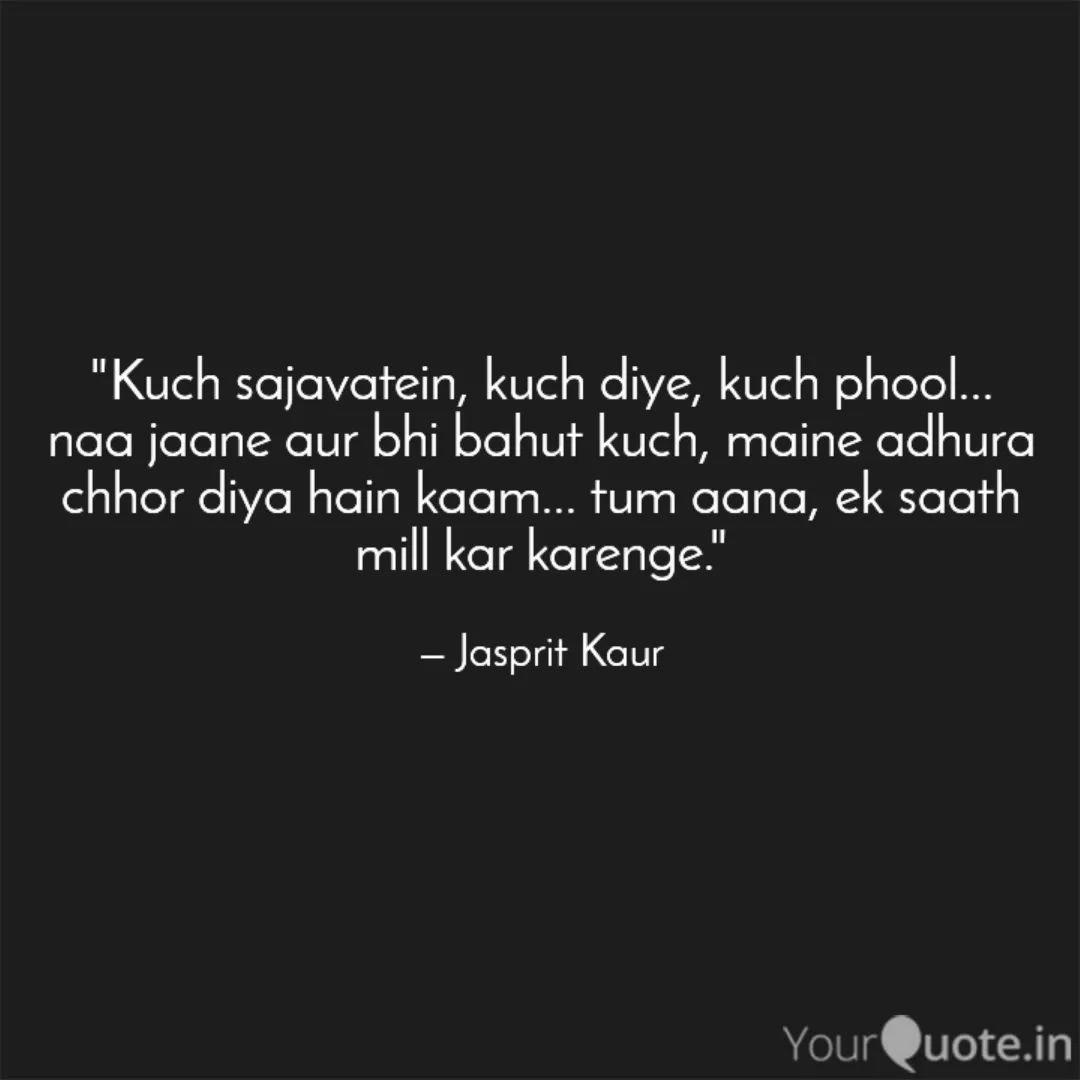 "Kuch sajavatein, kuch diye, kuch phool...
naa jaane aur bhi bahut kuch, maine adhura
chhor diya hain kaam... tum aana, ek saath
mill kar karenge."
– Jasprit Kaur
YourQuote.in